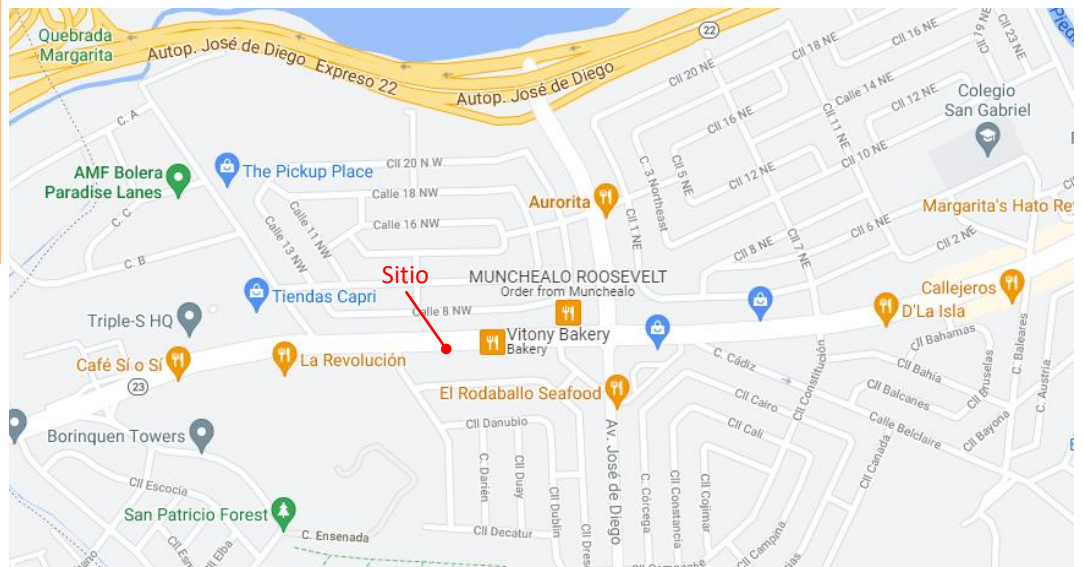 Quebrada
Margarita
Autop. José de Diego Expreso 22
Autop. José de Diego
22
Cll 18 NE
Cll 16 NE
Cll 19 NE
Cll 23 NE
Cll 20 NE
Calle 14 NE
Cll 12 NE
Colegio
San Gabriel
C. A
Cll 16 NE
Cll 11 NE
Cll 10 NE
AMF Bolera
Paradise Lanes
The Pickup Place
Cll 20 N W
Calle 18 NW
Calle 16 NW
Aurorita
C. 3 Northeast
Cll 5 NE
Cll 12 NE
Margarita's Hato Rey
C. C
Calle 13 NW
Calle 11 NW
Cll 1 NE
Cll 8 NE
Cll 7 NE
Cll 6 NE
Cll 2 NE
C. B
Sitio
MUNCHEALO ROOSEVELT
Order from Munchealo
Tiendas Capri
Calle 8 NW
Callejeros
D'La Isla
Triple-S HQ
Vitony Bakery
Bakery
Café Sí o Sí
La Revolución
23
C. Cádiz
Cll Constitución
Cll Bahamas
Cll Bahía
Cll Bruselas
C. Baleares
C. Austria
El Rodaballo Seafood
Cll Cairo
Cll Balcanes
Borinquen Towers
Cll Danubio
Av. José de Diego
Cll Cali
Calle Belclaire
Cll Bayona
Cll Canada
Cll Escocía
C. Darién
Cll Duay
Cll Dublin
C. Córcega
Cll Constancia
Cll Cojimar
San Patricio Forest
C. Ensenada
Cll Decatur
Cll Elba
Cll Campina